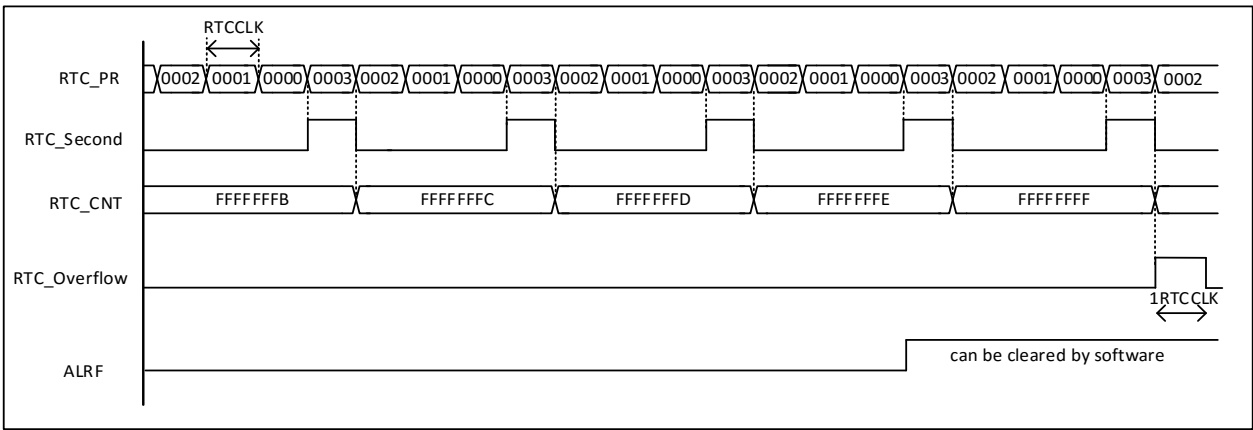 RTCCLK
RTC_PR 0002 0001 0000 0003 0002 0001 0000 0003 0002 0001 0000 0003 0002 0001 0000 0003 0002 0001 0000 0003 0002
RTC_Second
RTC_CNT FFFFFFFB FFFFFFFC FFFFFFFD FFFFFFFE FFFFFFFF
RTC_Overflow
1RTCCLK
can be cleared by software
ALRF